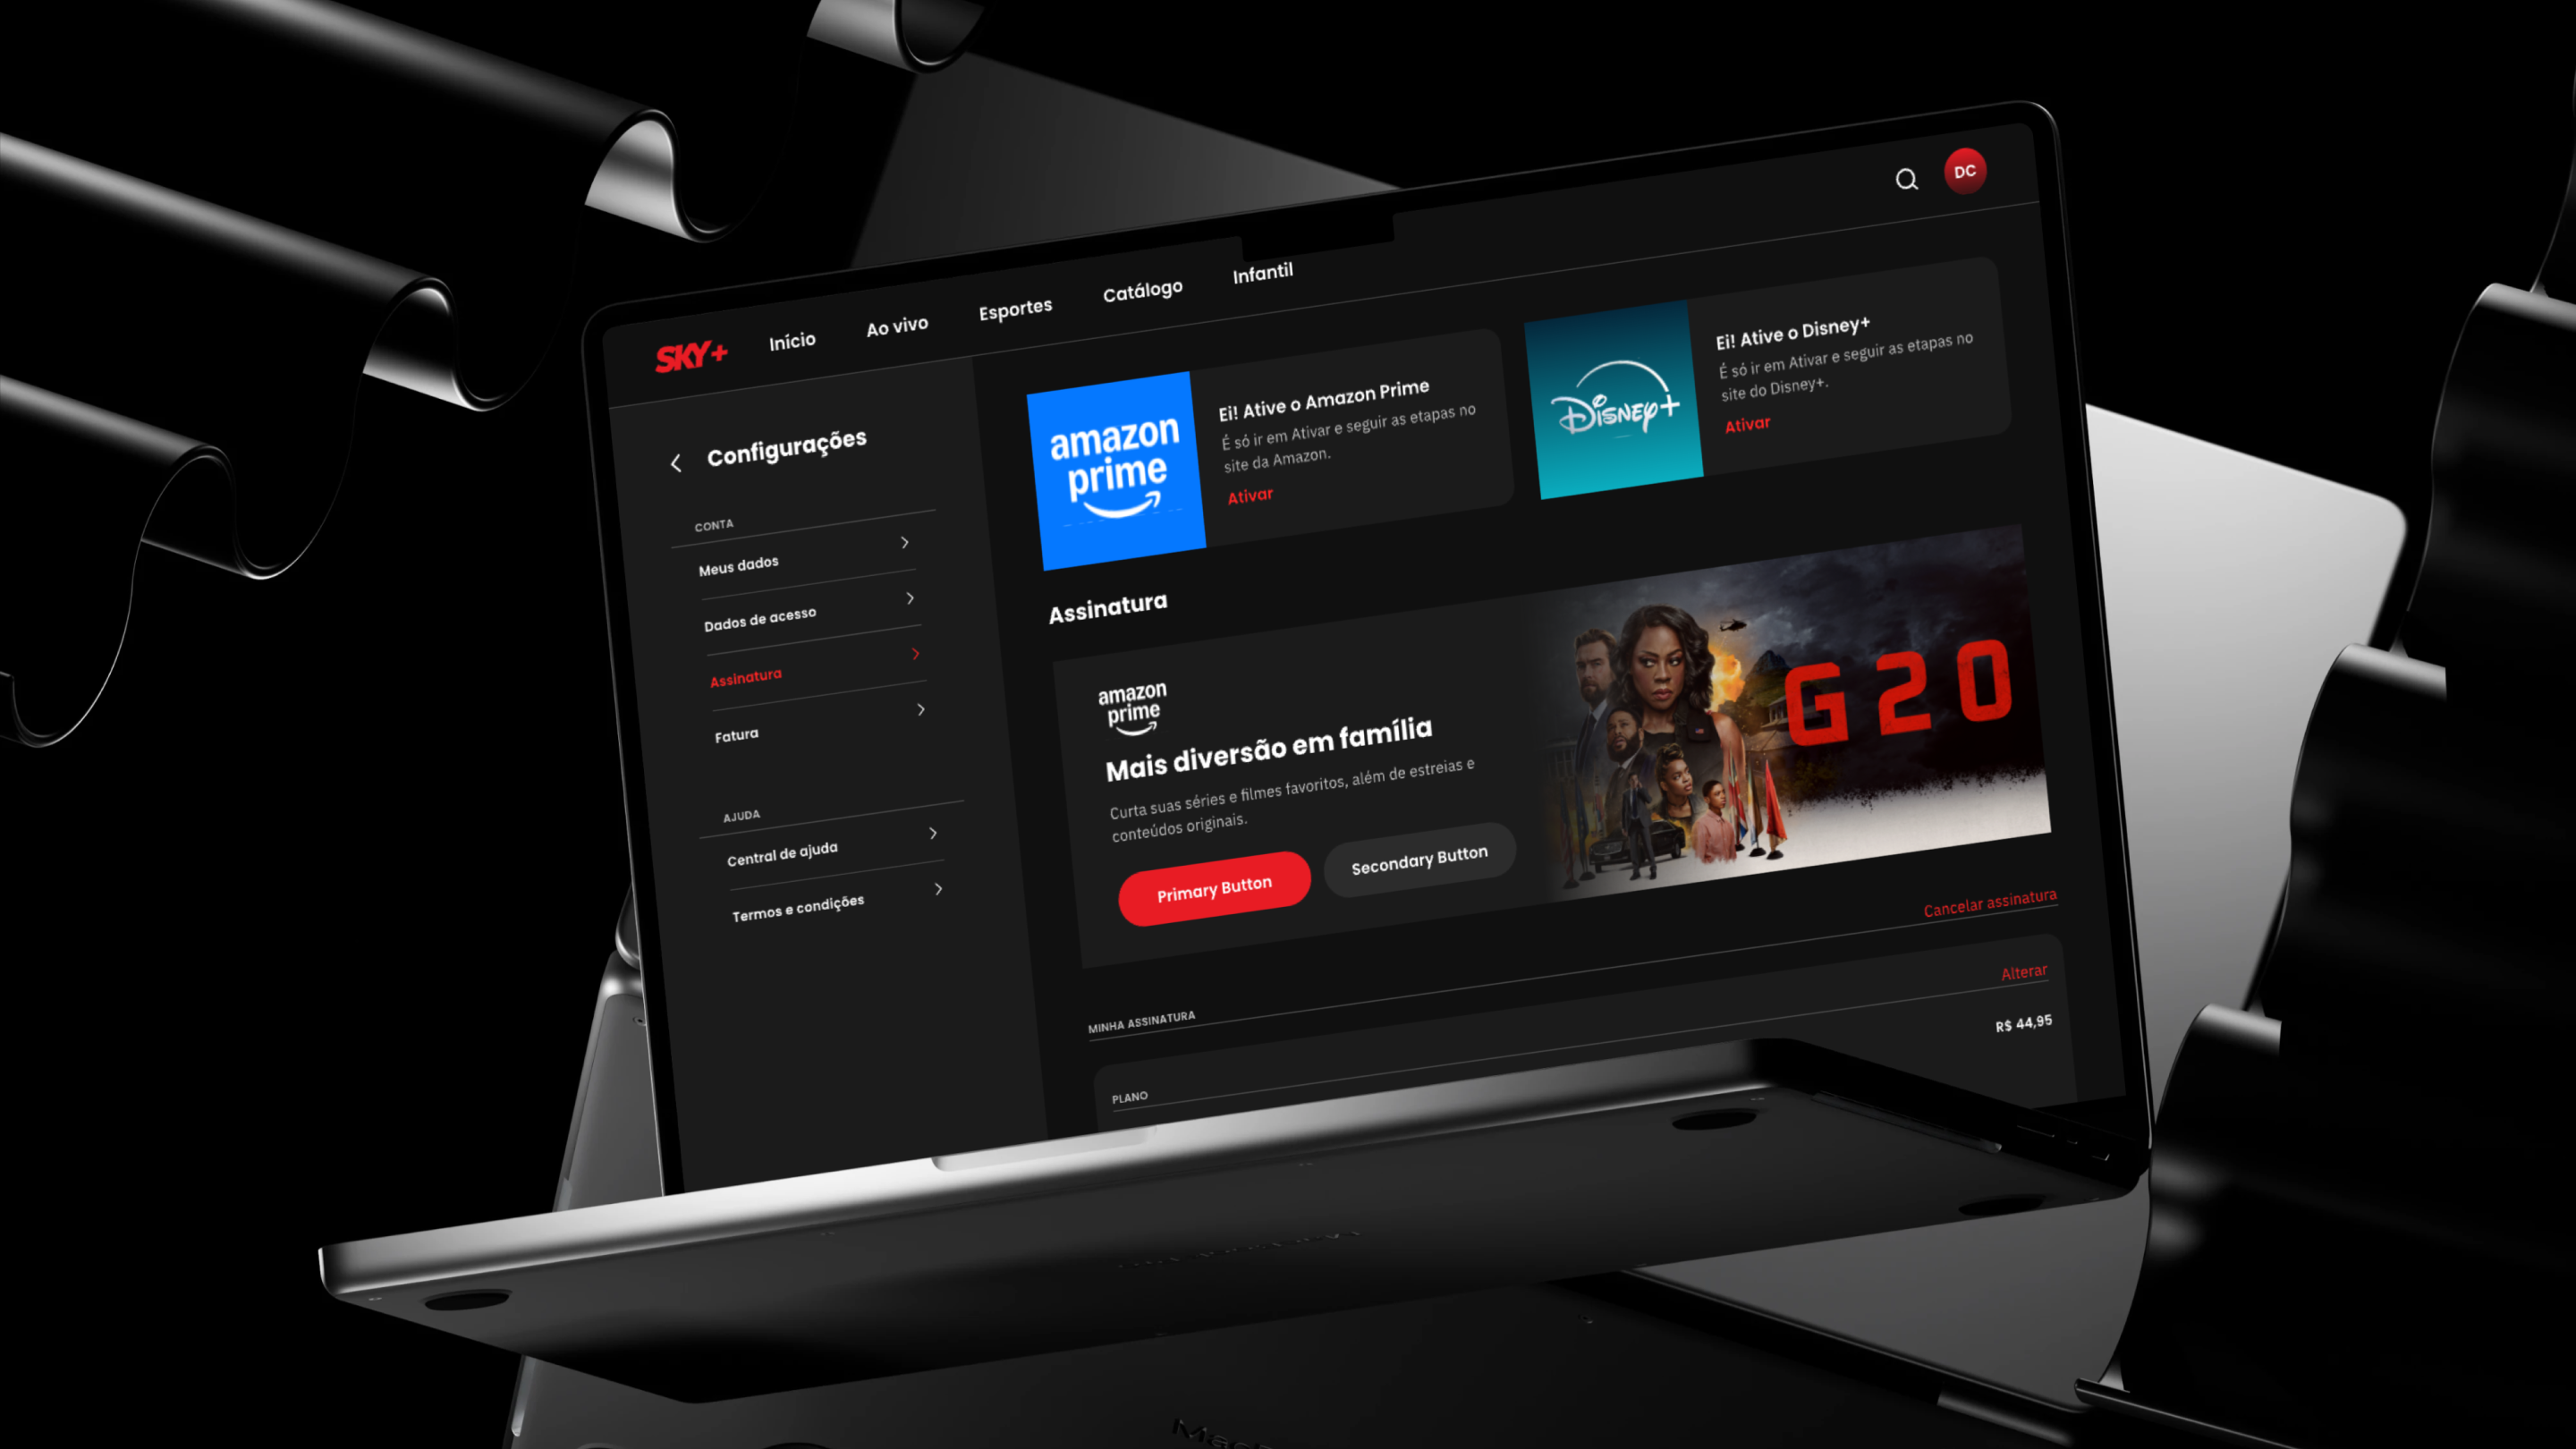 SKY+
Início
Ao vivo
Esportes
Catálogo
Infantil
DC
Configurações
CONTA
Meus dados
Dados de acesso
Assinatura
Fatura
AJUDA
Central de ajuda
Termos e condições
amazon
prime
Ei! Ative o Amazon Prime
É só ir em Ativar e seguir as etapas no
site da Amazon.
Ativar
Disney+
Ei! Ative o Disney+
É só ir em Ativar e seguir as etapas no
site do Disney+.
Ativar
Assinatura
amazon
prime
Mais diversão em família
Curta suas séries e filmes favoritos, além de estreias e
conteúdos originais.
Primary Button
Secondary Button
G20
Cancelar assinatura
MINHA ASSINATURA
Alterar
PLANO
R$ 44,95